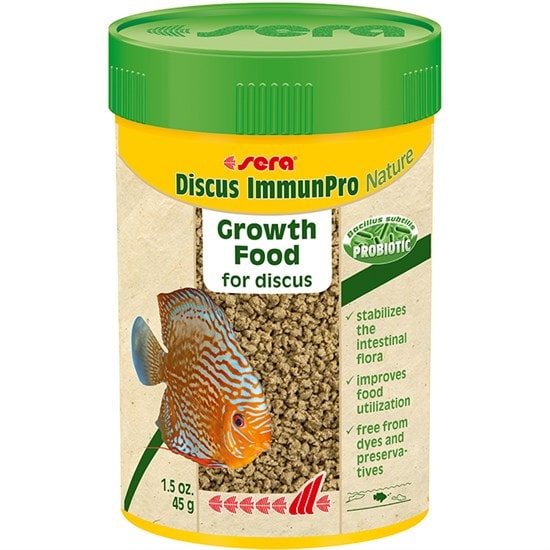 sera
sera®
Discus ImmunPro Nature
Growth
Food
for discus
Bacillus subtilis
PROBIOTIC
✓ stabilizes
the
intestinal
flora
✓ improves
food
utilization
✓ free from
dyes and
preserva-
tives
1.5 oz.
45 g